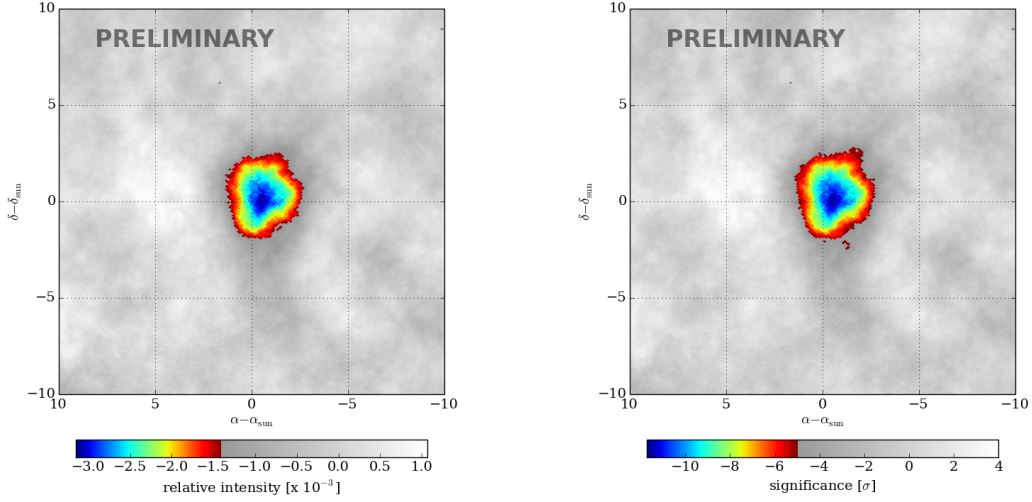 PRELIMINARY
10
5
0
−5
−10
δ−δsun
10 5 0 −5 −10
α−αsun
−3.0 −2.5 −2.0 −1.5 −1.0 −0.5 0.0 0.5 1.0
relative intensity [x 10⁻³]
PRELIMINARY
10
5
0
−5
−10
δ−δsun
10 5 0 −5 −10
α−αsun
−10 −8 −6 −4 −2 0 2 4
significance [σ]